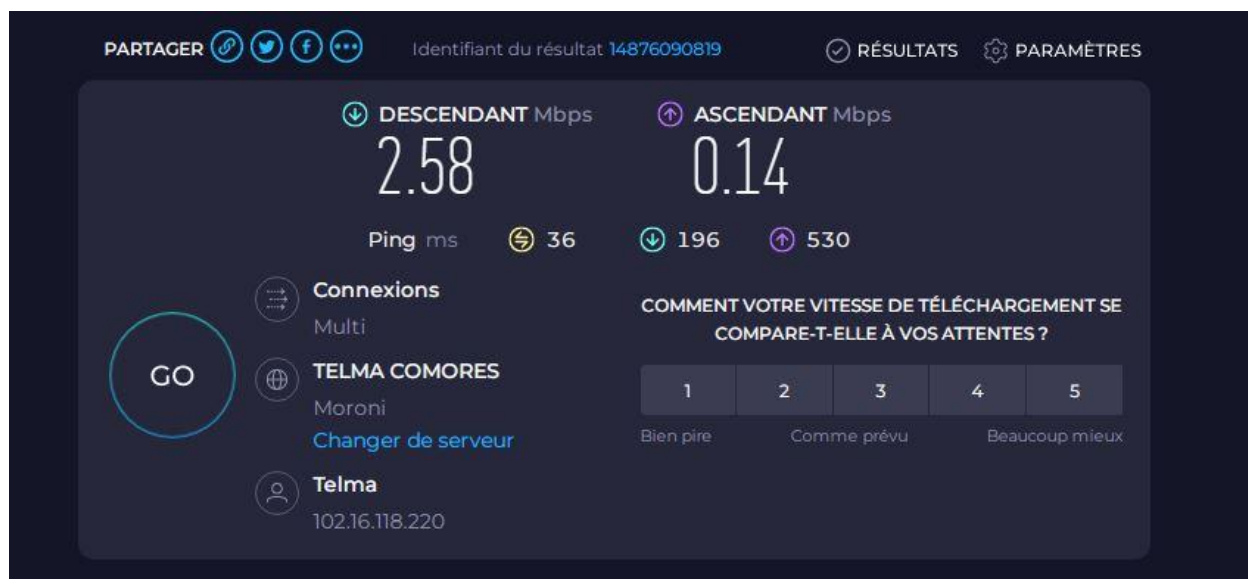 PARTAGER Identifiant du résultat 14876090819 RÉSULTATS PARAMÈTRES
DESCENDANT Mbps ASCENDANT Mbps
2.58 0.14
Ping ms 36 196 530
Connexions
Multi
TELMA COMORES
Moroni
Changer de serveur
Telma
102.16.118.220
GO
COMMENT VOTRE VITESSE DE TÉLÉCHARGEMENT SE
COMPARE-T-ELLE À VOS ATTENTES ?
1 2 3 4 5
Bien pire Comme prévu Beaucoup mieux